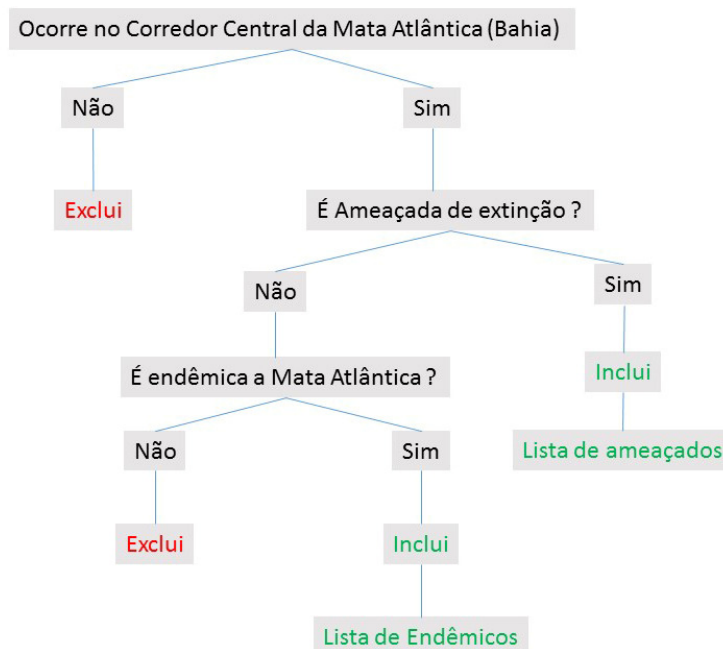 Ocorre no Corredor Central da Mata Atlântica (Bahia)
Não
Sim
Exclui
É Ameaçada de extinção ?
Não
Sim
É endêmica a Mata Atlântica ?
Inclui
Não
Sim
Lista de ameaçados
Exclui
Inclui
Lista de Endêmicos